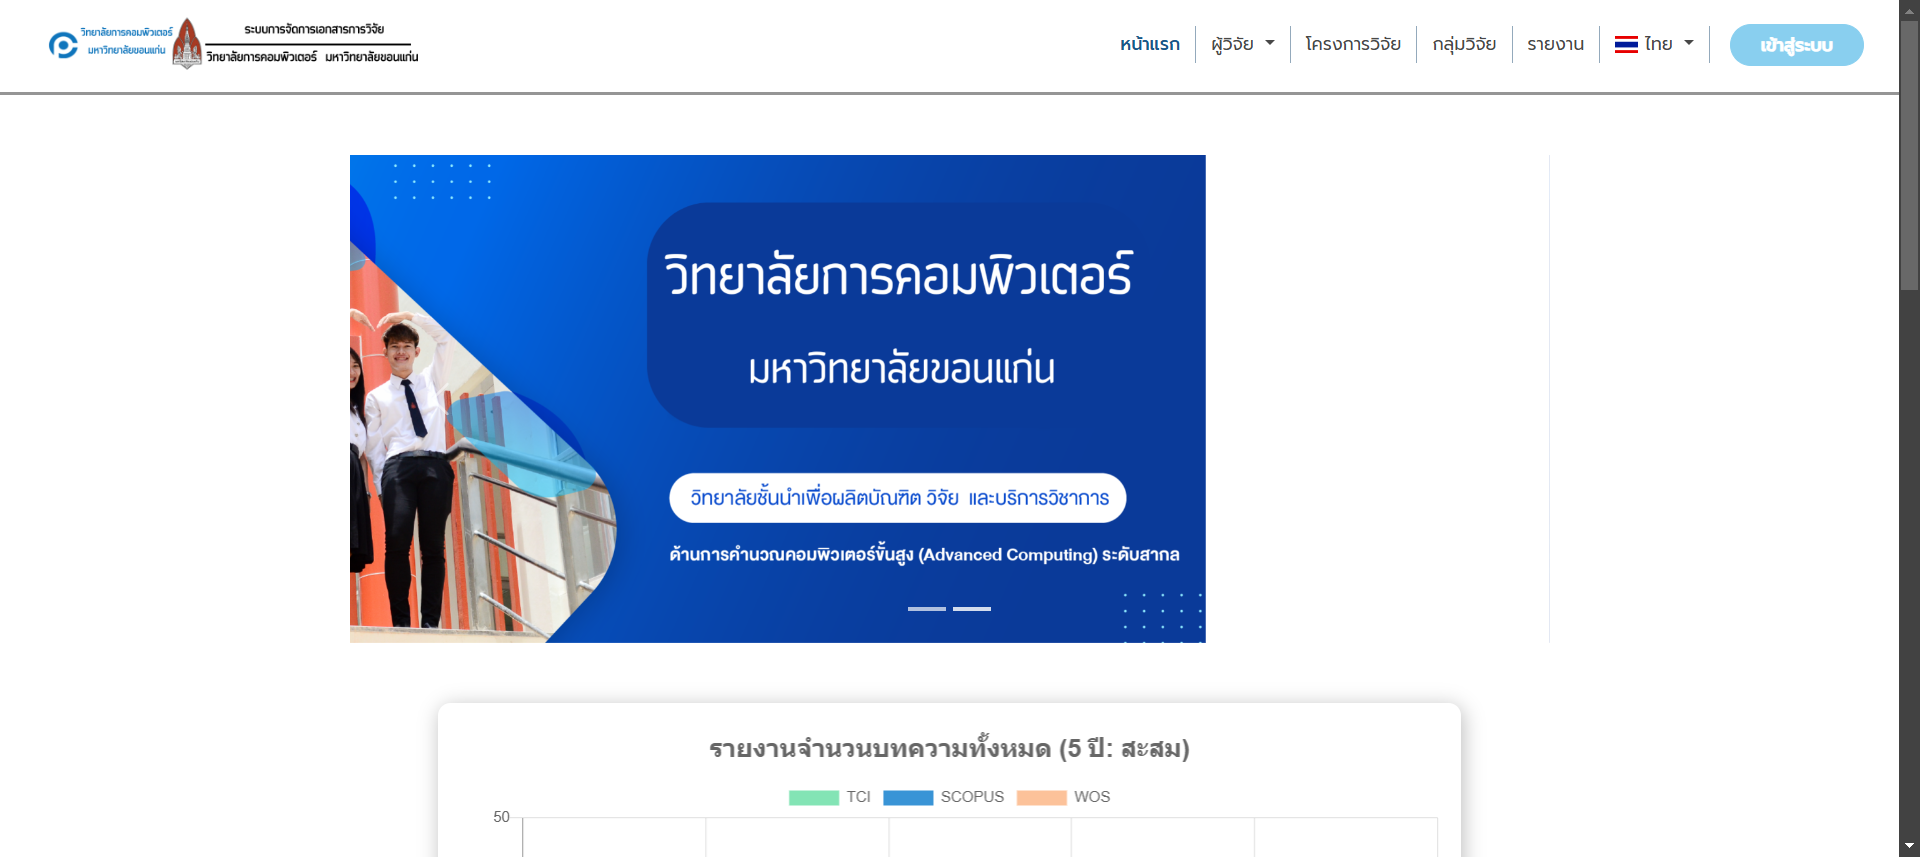 วิทยาลัยการคอมพิวเตอร์
มหาวิทยาลัยขอนแก่น
ระบบการจัดการเอกสารการวิจัย
วิทยาลัยการคอมพิวเตอร์ มหาวิทยาลัยขอนแก่น
หน้าแรก ผู้วิจัย โครงการวิจัย กลุ่มวิจัย รายงาน ไทย เข้าสู่ระบบ
วิทยาลัยการคอมพิวเตอร์
มหาวิทยาลัยขอนแก่น
วิทยาลัยชั้นนำเพื่อผลิตบัณฑิต วิจัย และบริการวิชาการ
ด้านการคำนวณคอมพิวเตอร์ขั้นสูง (Advanced Computing) ระดับสากล
รายงานจำนวนบทความทั้งหมด (5 ปี: สะสม)
TCI SCOPUS WOS
50